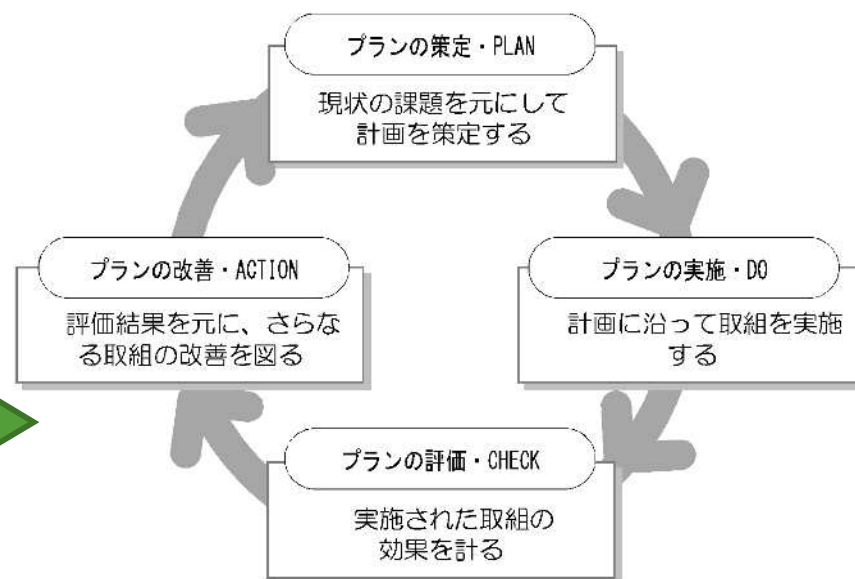 プランの策定・PLAN
現状の課題を元にして
計画を策定する
プランの改善・ACTION
評価結果を元に、さらな
る取組の改善を図る
プランの実施・DO
計画に沿って取組を実施
する
プランの評価・CHECK
実施された取組の
効果を計る